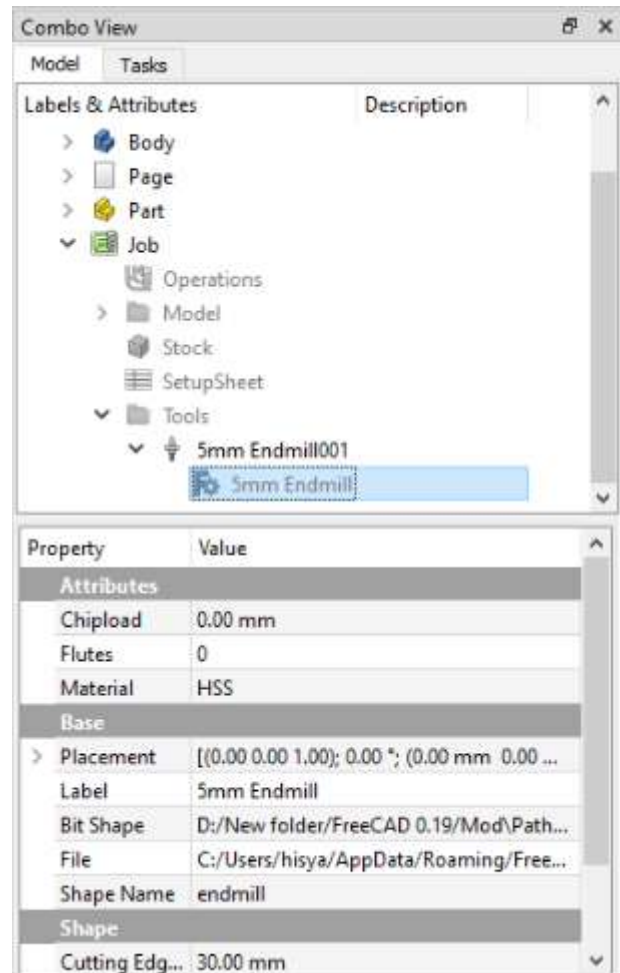 Combo View
Model Tasks
Labels & Attributes Description
Body
Page
Part
Job
Operations
Model
Stock
SetupSheet
Tools
5mm Endmill001
5mm Endmill
Property Value
Attributes
Chipload 0.00 mm
Flutes 0
Material HSS
Base
Placement [(0.00 0.00 1.00); 0.00 °; (0.00 mm 0.00 ...
Label 5mm Endmill
Bit Shape D:/New folder/FreeCAD 0.19/Mod\Path...
File C:/Users/hisya/AppData/Roaming/Free...
Shape Name endmill
Shape
Cutting Edg... 30.00 mm